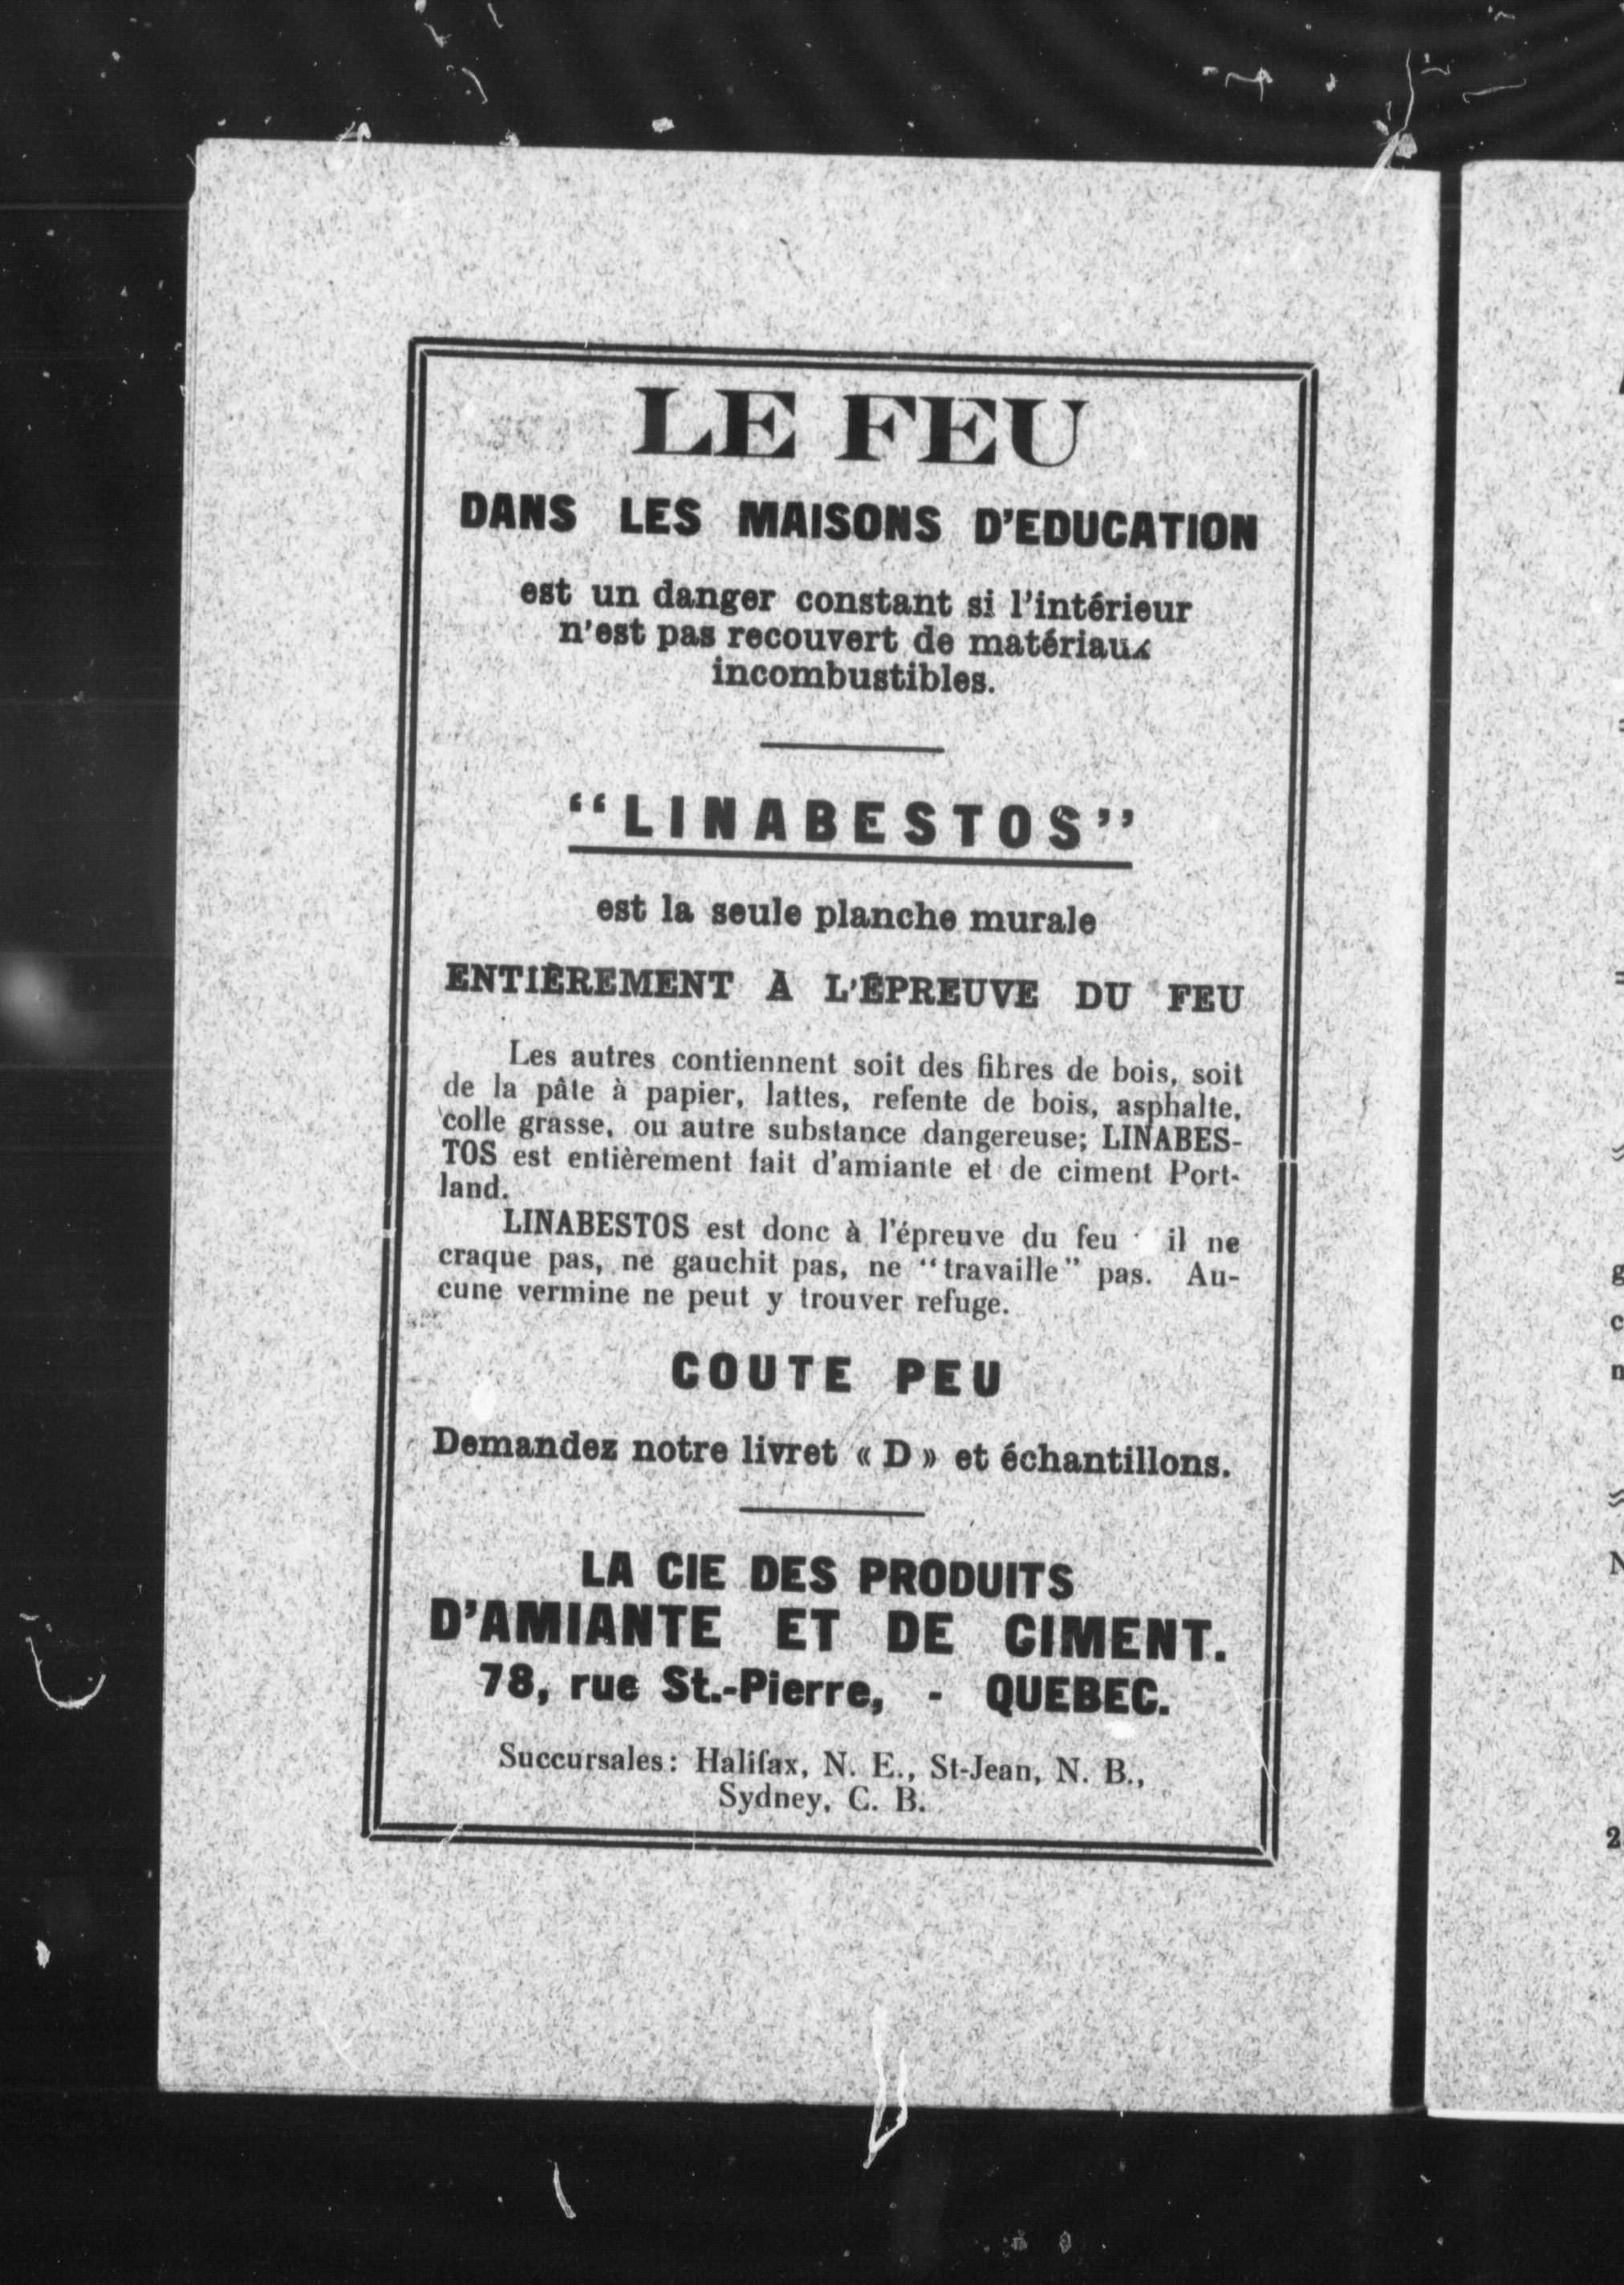 LE FEU
DANS LES MAISONS D'EDUCATION
est un danger constant si l'intérieur
n'est pas recouvert de matériaux
incombustibles.
“LINABESTOS”
est la seule planche murale
ENTIÈREMENT A L'ÉPREUVE DU FEU
Les autres contiennent soit des fibres de bois, soit
de la pâte à papier, lattes, refente de bois, asphalte,
colle grasse, ou autre substance dangereuse; LINABES-
TOS est entièrement fait d'amiante et de ciment Port-
land.
LINABESTOS est donc à l'épreuve du feu il ne
craque pas, ne gauchit pas, ne “travaille” pas. Au-
cune vermine ne peut y trouver refuge.
COUTE PEU
Demandez notre livret « D » et échantillons.
LA CIE DES PRODUITS
D'AMIANTE ET DE CIMENT.
78, rue St.-Pierre, - QUEBEC.
Succursales: Halifax, N. E., St-Jean, N. B.,
Sydney, C. B.